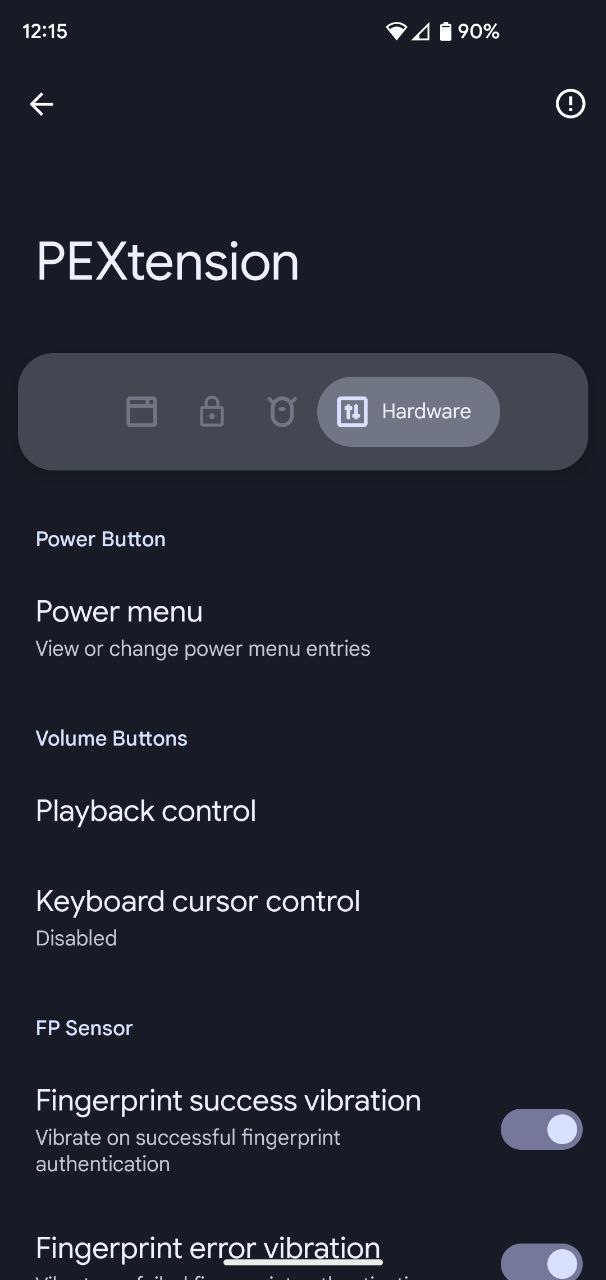 12:15
90%
PEXtension
Hardware
Power Button
Power menu
View or change power menu entries
Volume Buttons
Playback control
Keyboard cursor control
Disabled
FP Sensor
Fingerprint success vibration
Vibrate on successful fingerprint
authentication
Fingerprint error vibration